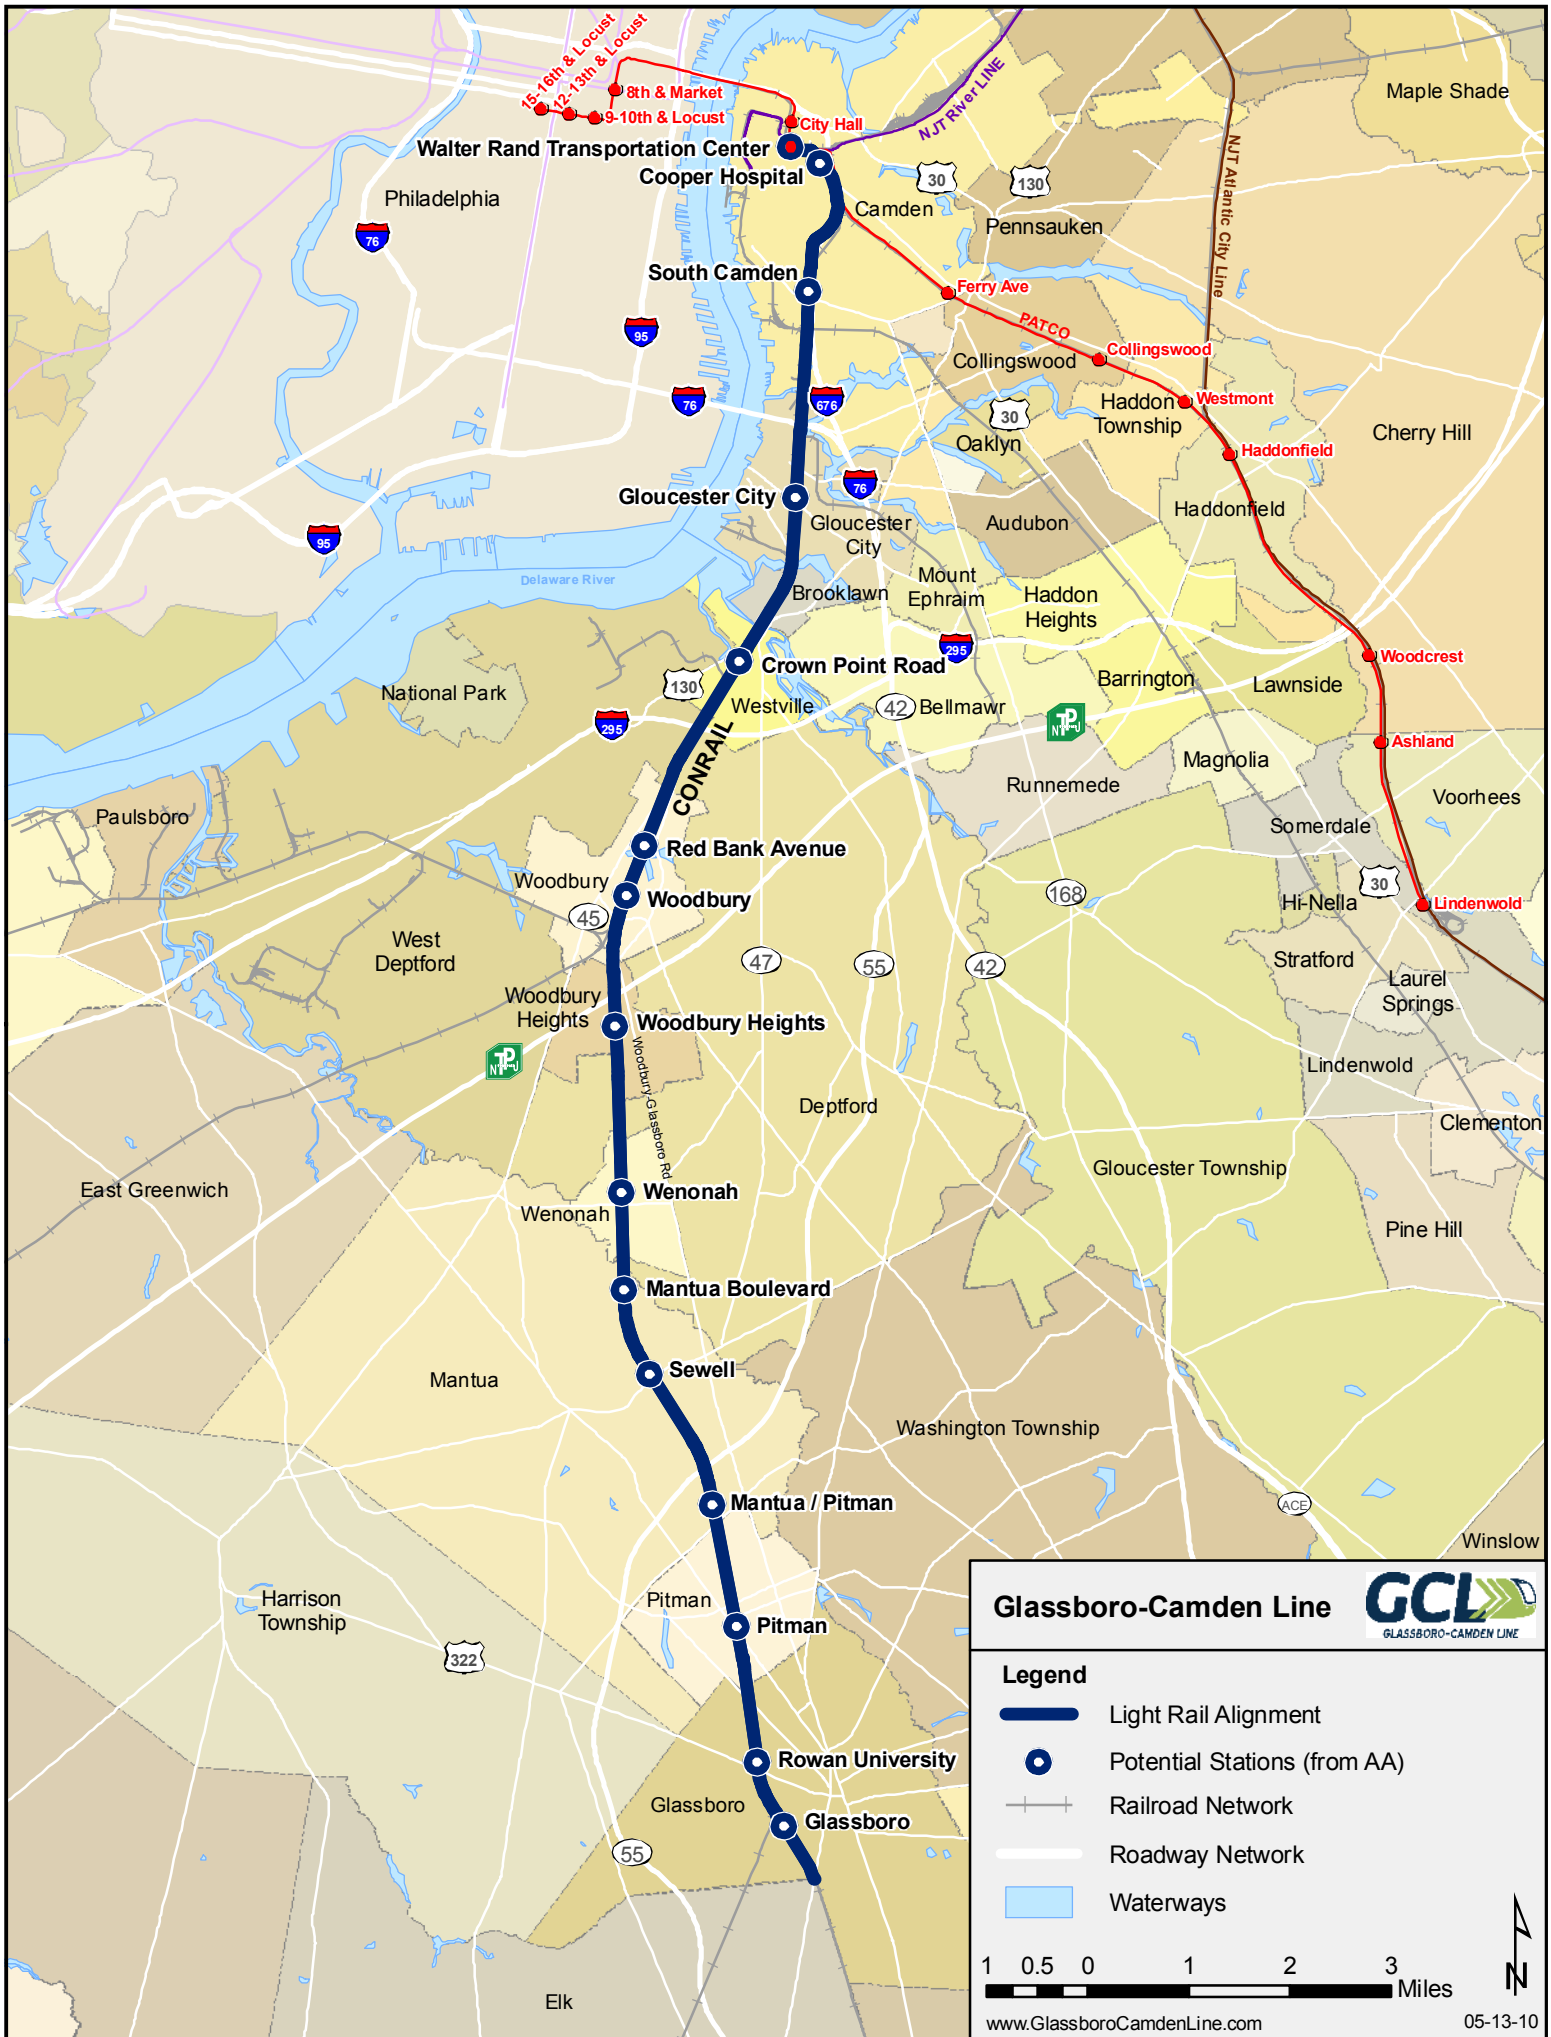 15-16th & Locust
12-13th & Locust
8th & Market
9-10th & Locust
City Hall
Walter Rand Transportation Center
Cooper Hospital
NJT River LINE
NJT Atlantic City Line
Maple Shade
Philadelphia
76
30
130
Camden
Pennsauken
South Camden
Ferry Ave
PATCO
95
Collingswood
Collingswood
76
676
30
Haddon
Township
Westmont
Oaklyn
Haddonfield
Cherry Hill
76
Gloucester City
Gloucester
City
Audubon
Haddonfield
95
Delaware River
Brooklawn
Mount
Ephraim
Haddon
Heights
295
Crown Point Road
Woodcrest
National Park
130
Westville
42
Bellmawr
Barrington
Lawnside
295
CONRAIL
Ashland
Magnolia
Runnemede
Paulsboro
Voorhees
Somerdale
Red Bank Avenue
Woodbury
Woodbury
45
168
30
Hi-Nella
Lindenwold
West
Deptford
47
55
42
Stratford
Laurel
Springs
Woodbury
Heights
Woodbury Heights
Woodbury-Glassboro Rd
Lindenwold
Deptford
Clementon
Gloucester Township
East Greenwich
Wenonah
Wenonah
Pine Hill
Mantua Boulevard
Sewell
Mantua
Washington Township
Mantua / Pitman
ACE
Winslow
Harrison
Township
Pitman
Pitman
322
Rowan University
Glassboro
Glassboro
55
Elk
Glassboro-Camden Line
GCL
GLASSBORO-CAMDEN LINE
Legend
Light Rail Alignment
Potential Stations (from AA)
Railroad Network
Roadway Network
Waterways
1 0.5 0 1 2 3
Miles
N
www.GlassboroCamdenLine.com
05-13-10